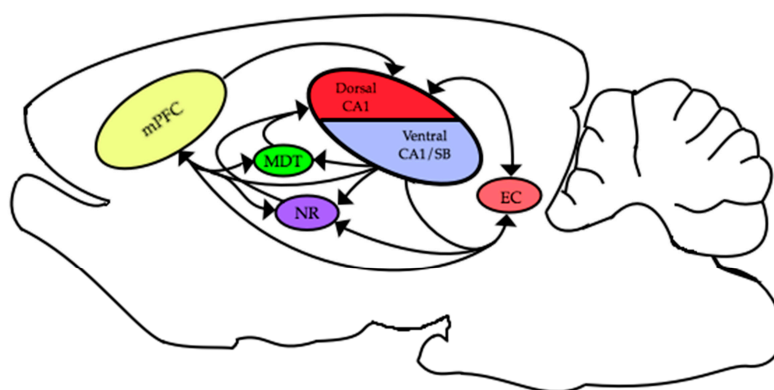 mPFC
Dorsal
CA1
Ventral
CA1/SB
MDT
NR
EC